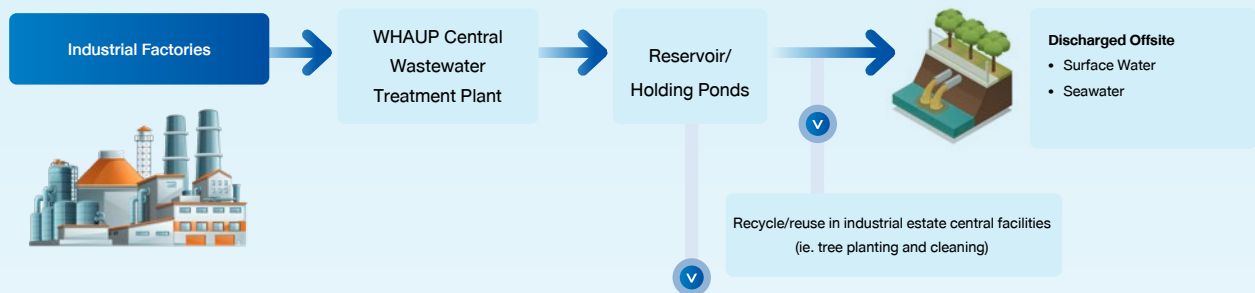 Industrial Factories
WHAUP Central
Wastewater
Treatment Plant
Reservoir/
Holding Ponds
Discharged Offsite
• Surface Water
• Seawater
Recycle/reuse in industrial estate central facilities
(ie. tree planting and cleaning)